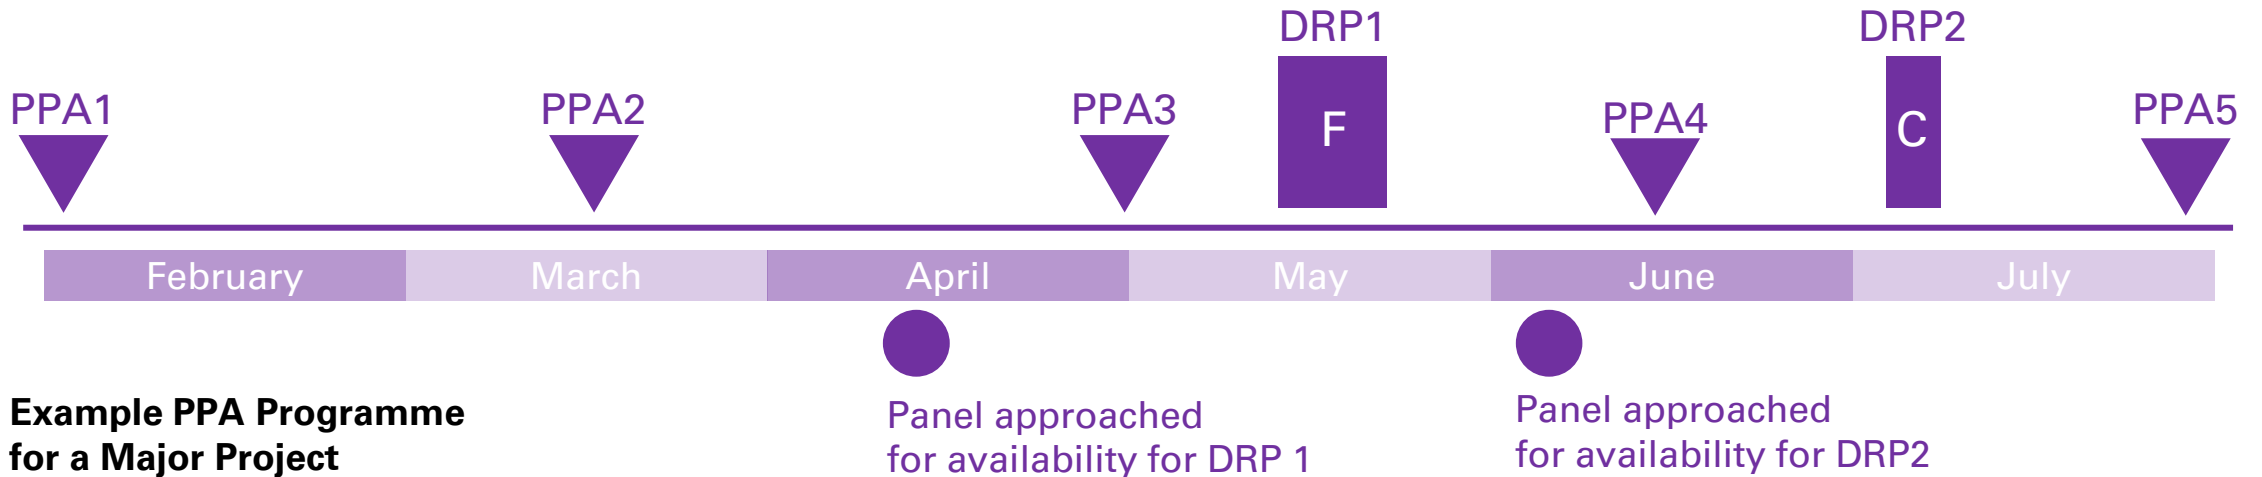 DRP1
DRP2
PPA1
PPA2
PPA3
F
PPA4
C
PPA5
February
March
April
May
June
July
Example PPA Programme
for a Major Project
Panel approached
for availability for DRP 1
Panel approached
for availability for DRP2